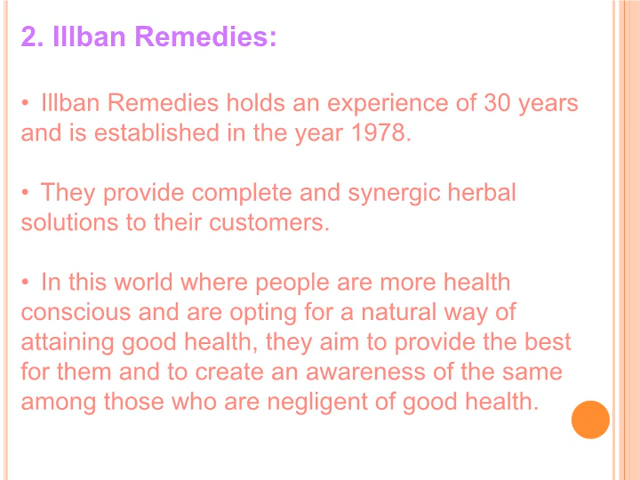 2. Illban Remedies:
• Illban Remedies holds an experience of 30 years
and is established in the year 1978.
• They provide complete and synergic herbal
solutions to their customers.
• In this world where people are more health
conscious and are opting for a natural way of
attaining good health, they aim to provide the best
for them and to create an awareness of the same
among those who are negligent of good health.